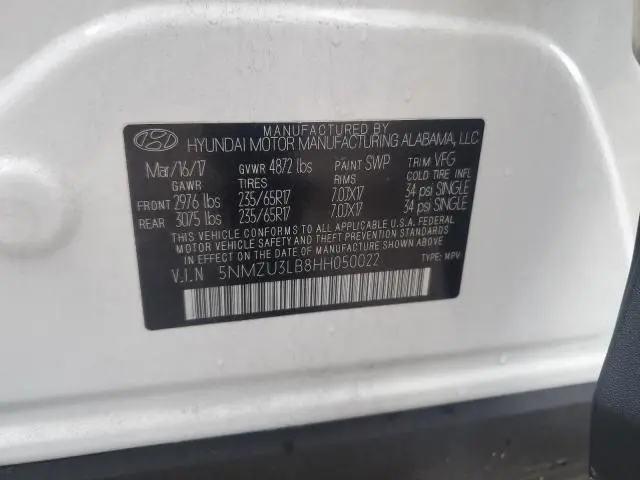 MANUFACTURED BY
HYUNDAI MOTOR MANUFACTURING ALABAMA, LLC
Mar/16/17 GVWR 4872 lbs PAINT SWP TRIM VFG
GAWR TIRES RIMS COLD TIRE INFL
FRONT 2976 lbs 235/65R17 7.0JX17 34 psi SINGLE
REAR 3075 lbs 235/65R17 7.0JX17 34 psi SINGLE
THIS VEHICLE CONFORMS TO ALL APPLICABLE U.S.A. FEDERAL
MOTOR VEHICLE SAFETY STANDARDS IN EFFECT ON THE DATE OF
MANUFACTURE SHOWN ABOVE.
V.I.N 5NMZU3LB8HH050022 TYPE: MPV